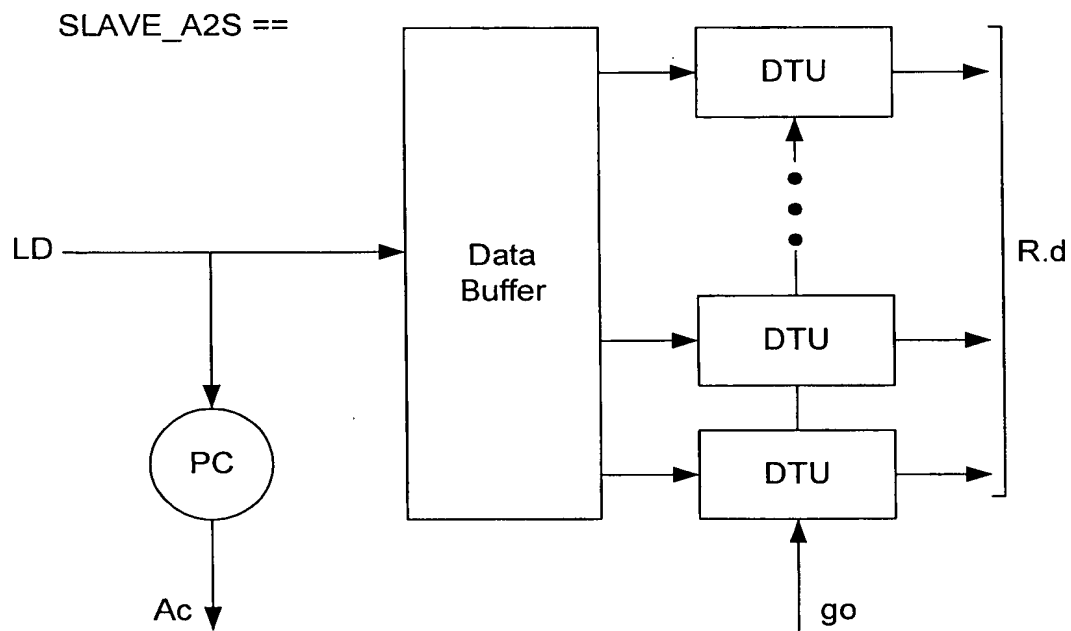 SLAVE_A2S ==
DTU
LD
Data
Buffer
R.d
DTU
PC
DTU
Ac
go